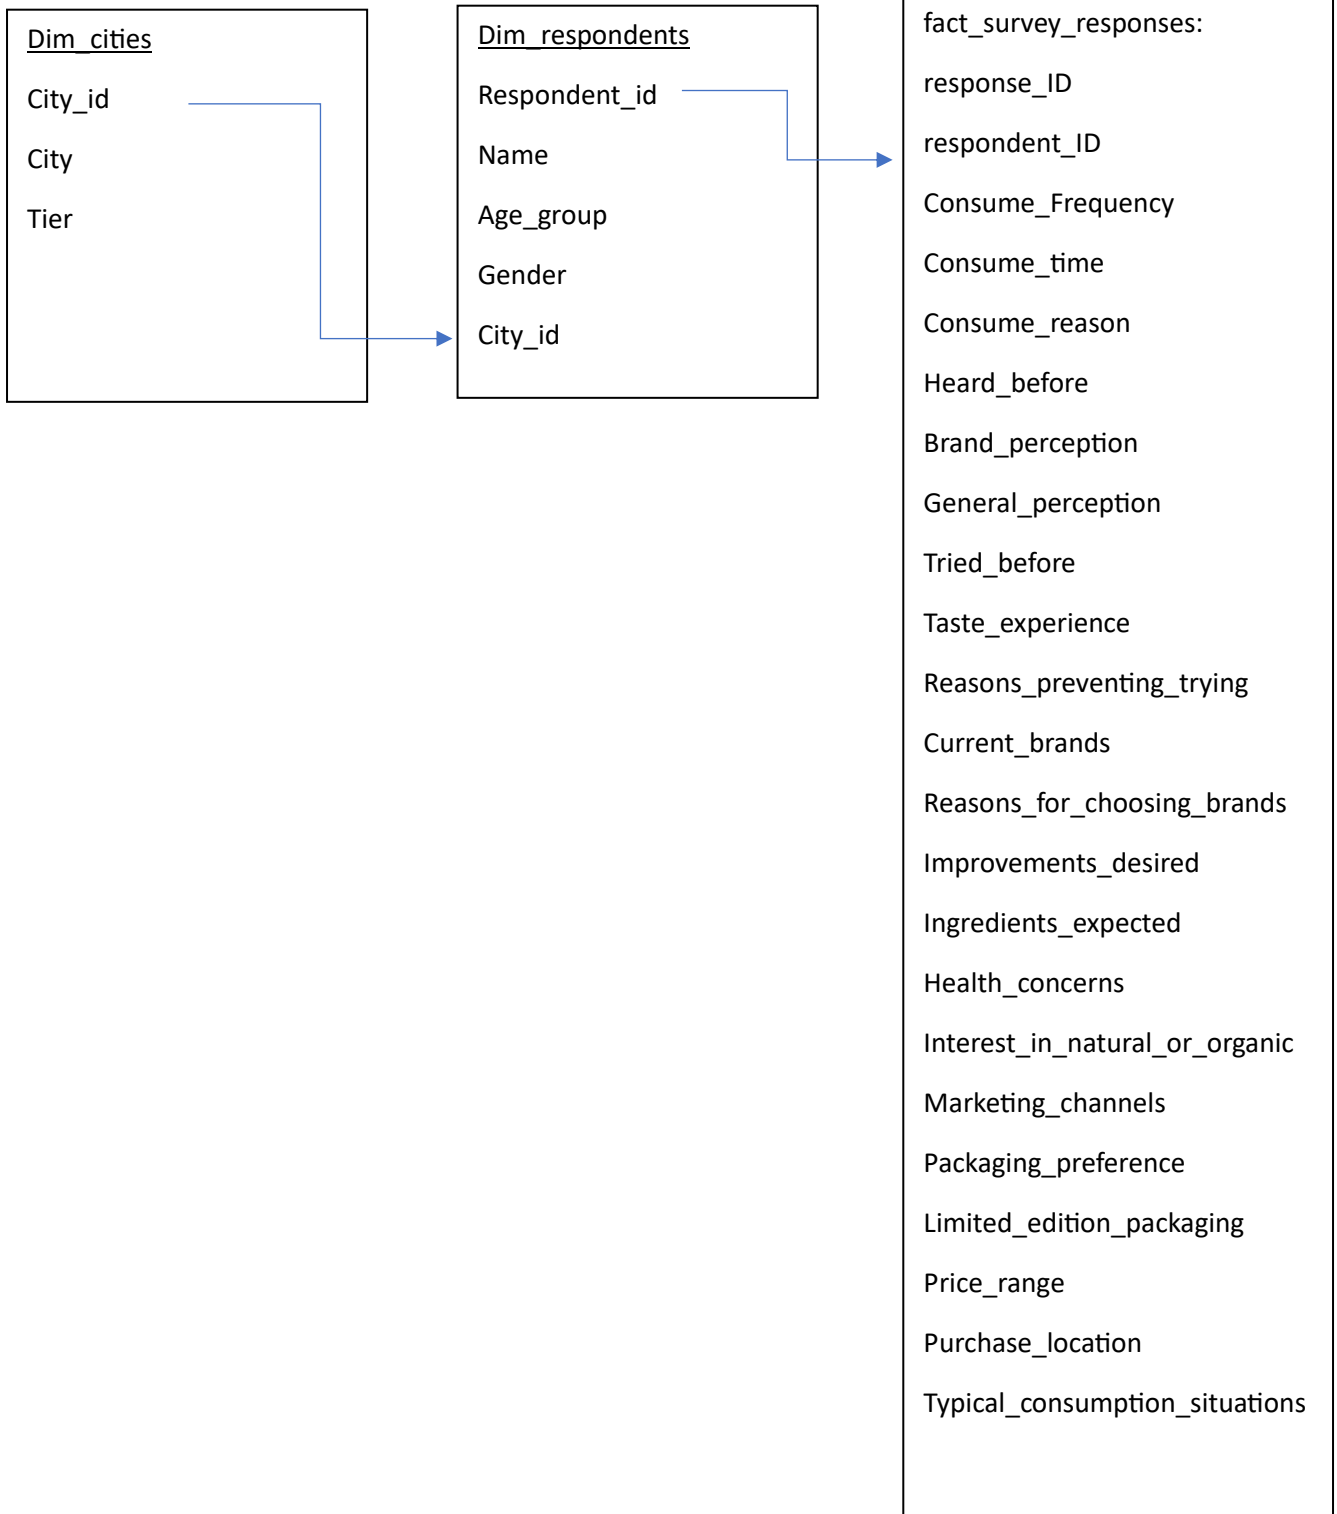 Dim_cities
City_id
City
Tier
Dim_respondents
Respondent_id
Name
Age_group
Gender
City_id
fact_survey_responses:
response_ID
respondent_ID
Consume_Frequency
Consume_time
Consume_reason
Heard_before
Brand_perception
General_perception
Tried_before
Taste_experience
Reasons_preventing_trying
Current_brands
Reasons_for_choosing_brands
Improvements_desired
Ingredients_expected
Health_concerns
Interest_in_natural_or_organic
Marketing_channels
Packaging_preference
Limited_edition_packaging
Price_range
Purchase_location
Typical_consumption_situations